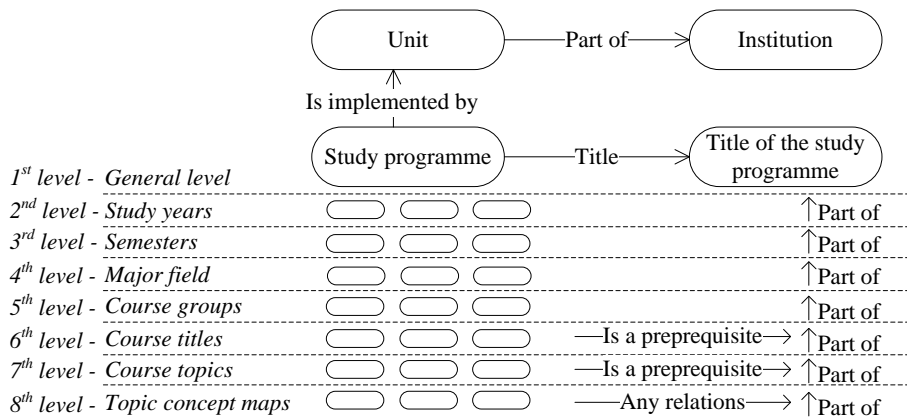 Unit Part of Institution
Is implemented by
Study programme Title Title of the study programme
1st level - General level
2nd level - Study years Part of
3rd level - Semesters Part of
4th level - Major field Part of
5th level - Course groups Part of
6th level - Course titles Is a preprequisite Part of
7th level - Course topics Is a preprequisite Part of
8th level - Topic concept maps Any relations Part of